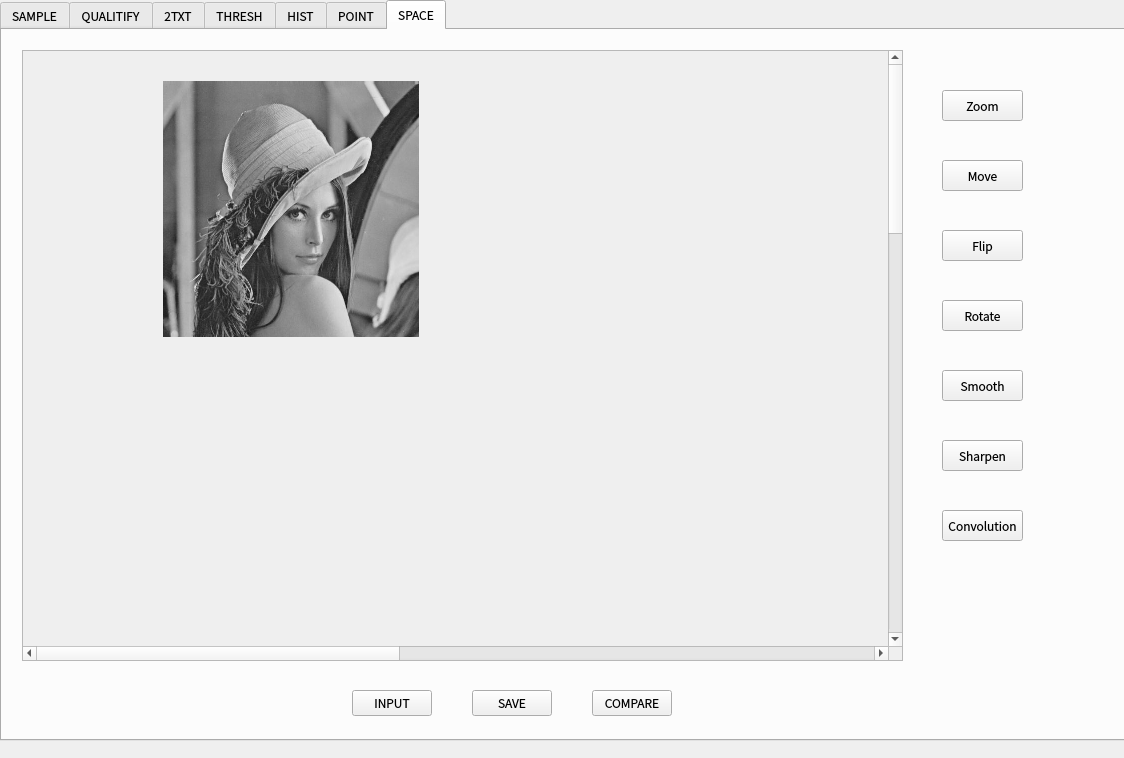 SAMPLE QUALITIFY 2TXT THRESH HIST POINT SPACE
Zoom
Move
Flip
Rotate
Smooth
Sharpen
Convolution
INPUT SAVE COMPARE